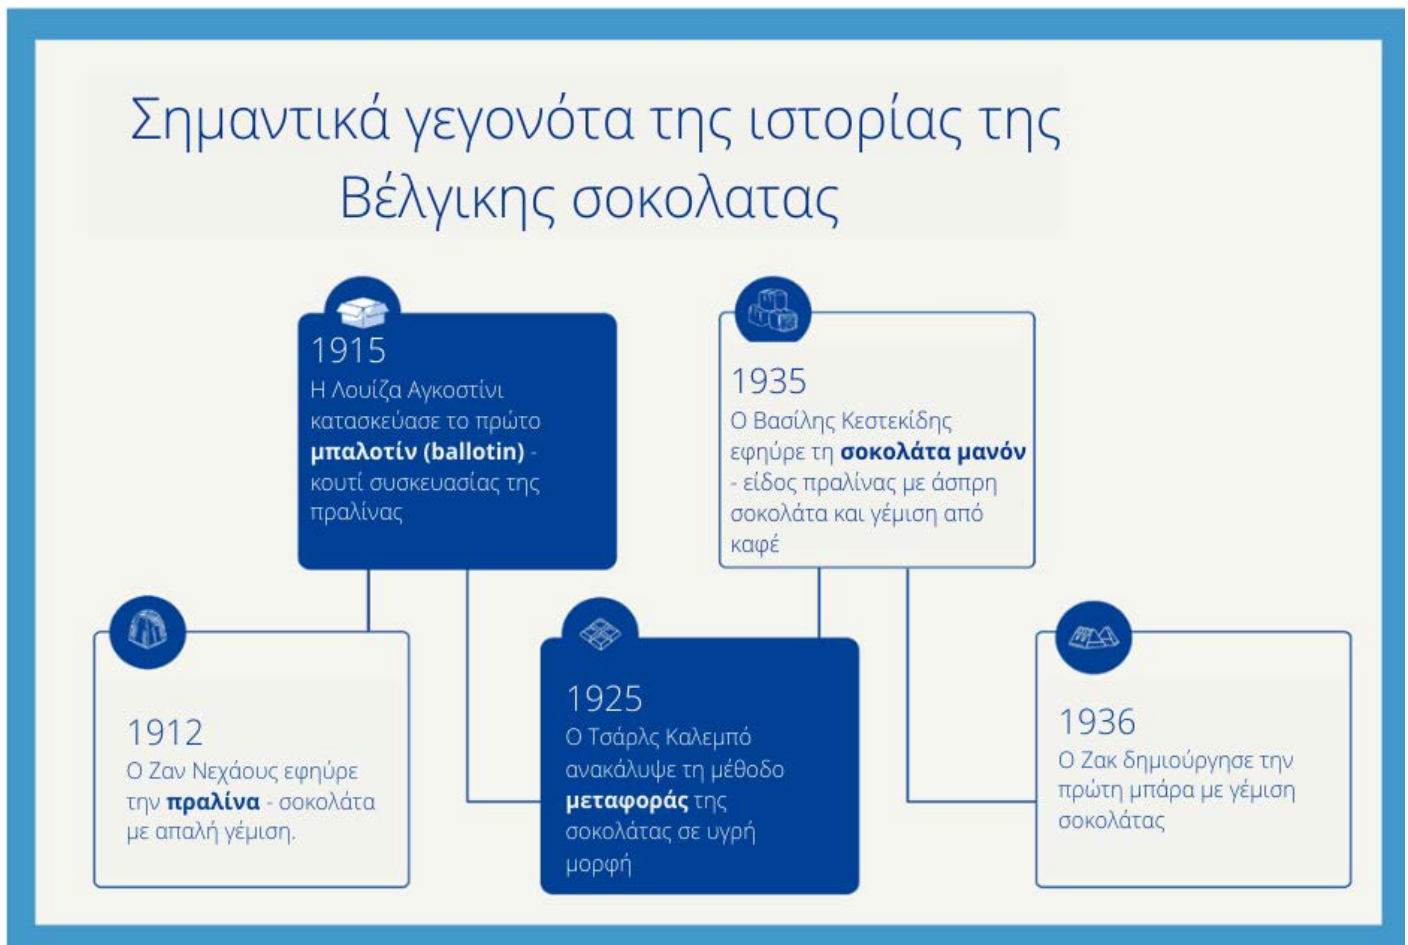 Σημαντικά γεγονότα της ιστορίας της
Βέλγικης σοκολατας
1915
Η Λουίζα Αγκοστίνι
κατασκεύασε το πρώτο
μπαλοτίν (ballotin) -
κουτί συσκευασίας της
πραλίνας
1935
Ο Βασίλης Κεστεκίδης
εφηύρε τη σοκολάτα μανόν
- είδος πραλίνας με άσπρη
σοκολάτα και γέμιση από
καφέ
1912
Ο Ζαν Νεχάους εφηύρε
την πραλίνα - σοκολάτα
με απαλή γέμιση.
1925
Ο Τσάρλς Καλεμπό
ανακάλυψε τη μέθοδο
μεταφοράς της
σοκολάτας σε υγρή
μορφή
1936
Ο Ζακ δημιούργησε την
πρώτη μπάρα με γέμιση
σοκολάτας